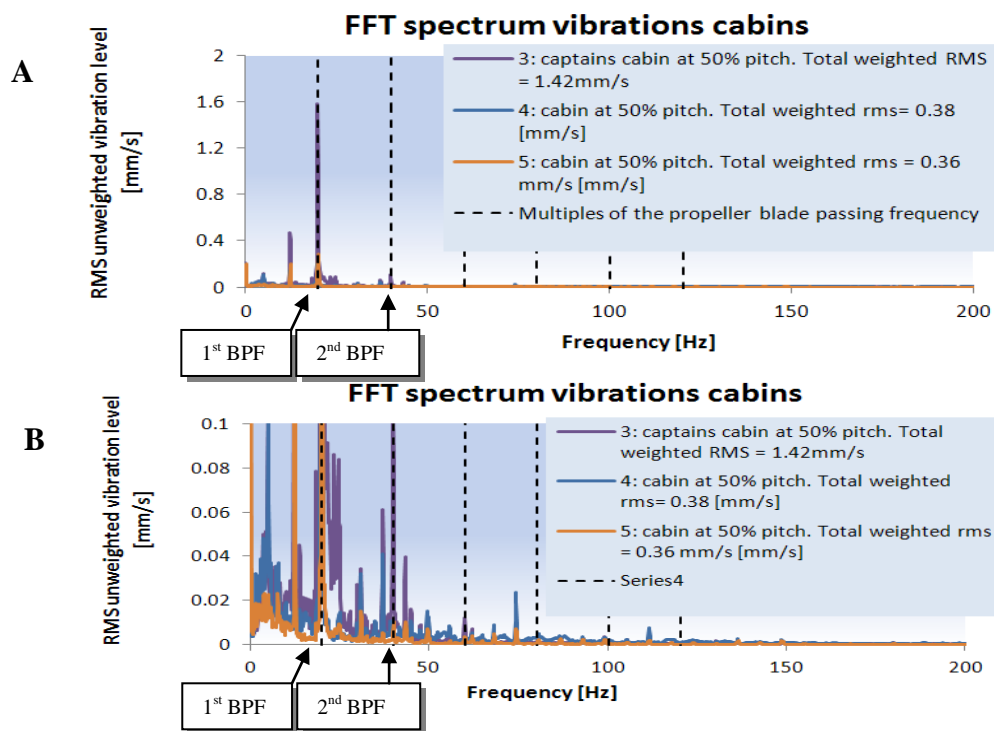 A
FFT spectrum vibrations cabins
RMSunweighted vibration level
[mm/s]
2
1.6
1.2
0.8
0.4
0
3: captains cabin at 50% pitch. Total weighted RMS
= 1.42mm/s
4: cabin at 50% pitch. Total weighted rms= 0.38
[mm/s]
5: cabin at 50% pitch. Total weighted rms = 0.36
mm/s [mm/s]
Multiples of the propeller blade passing frequency
0 50 100 150 200
Frequency [Hz]
1st BPF
2nd BPF
B
FFT spectrum vibrations cabins
RMSunweighted vibration level
[mm/s]
0.1
0.08
0.06
0.04
0.02
0
3: captains cabin at 50% pitch. Total
weighted RMS = 1.42mm/s
4: cabin at 50% pitch. Total weighted
rms= 0.38 [mm/s]
5: cabin at 50% pitch. Total weighted rms
= 0.36 mm/s [mm/s]
Series4
0 50 100 150 200
Frequency [Hz]
1st BPF
2nd BPF